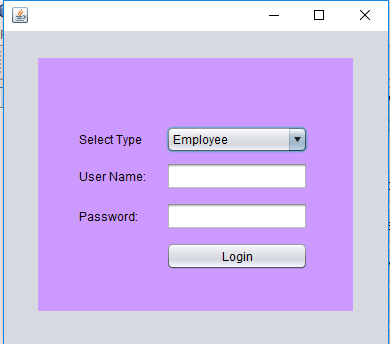 Select Type
Employee
User Name:
Password:
Login